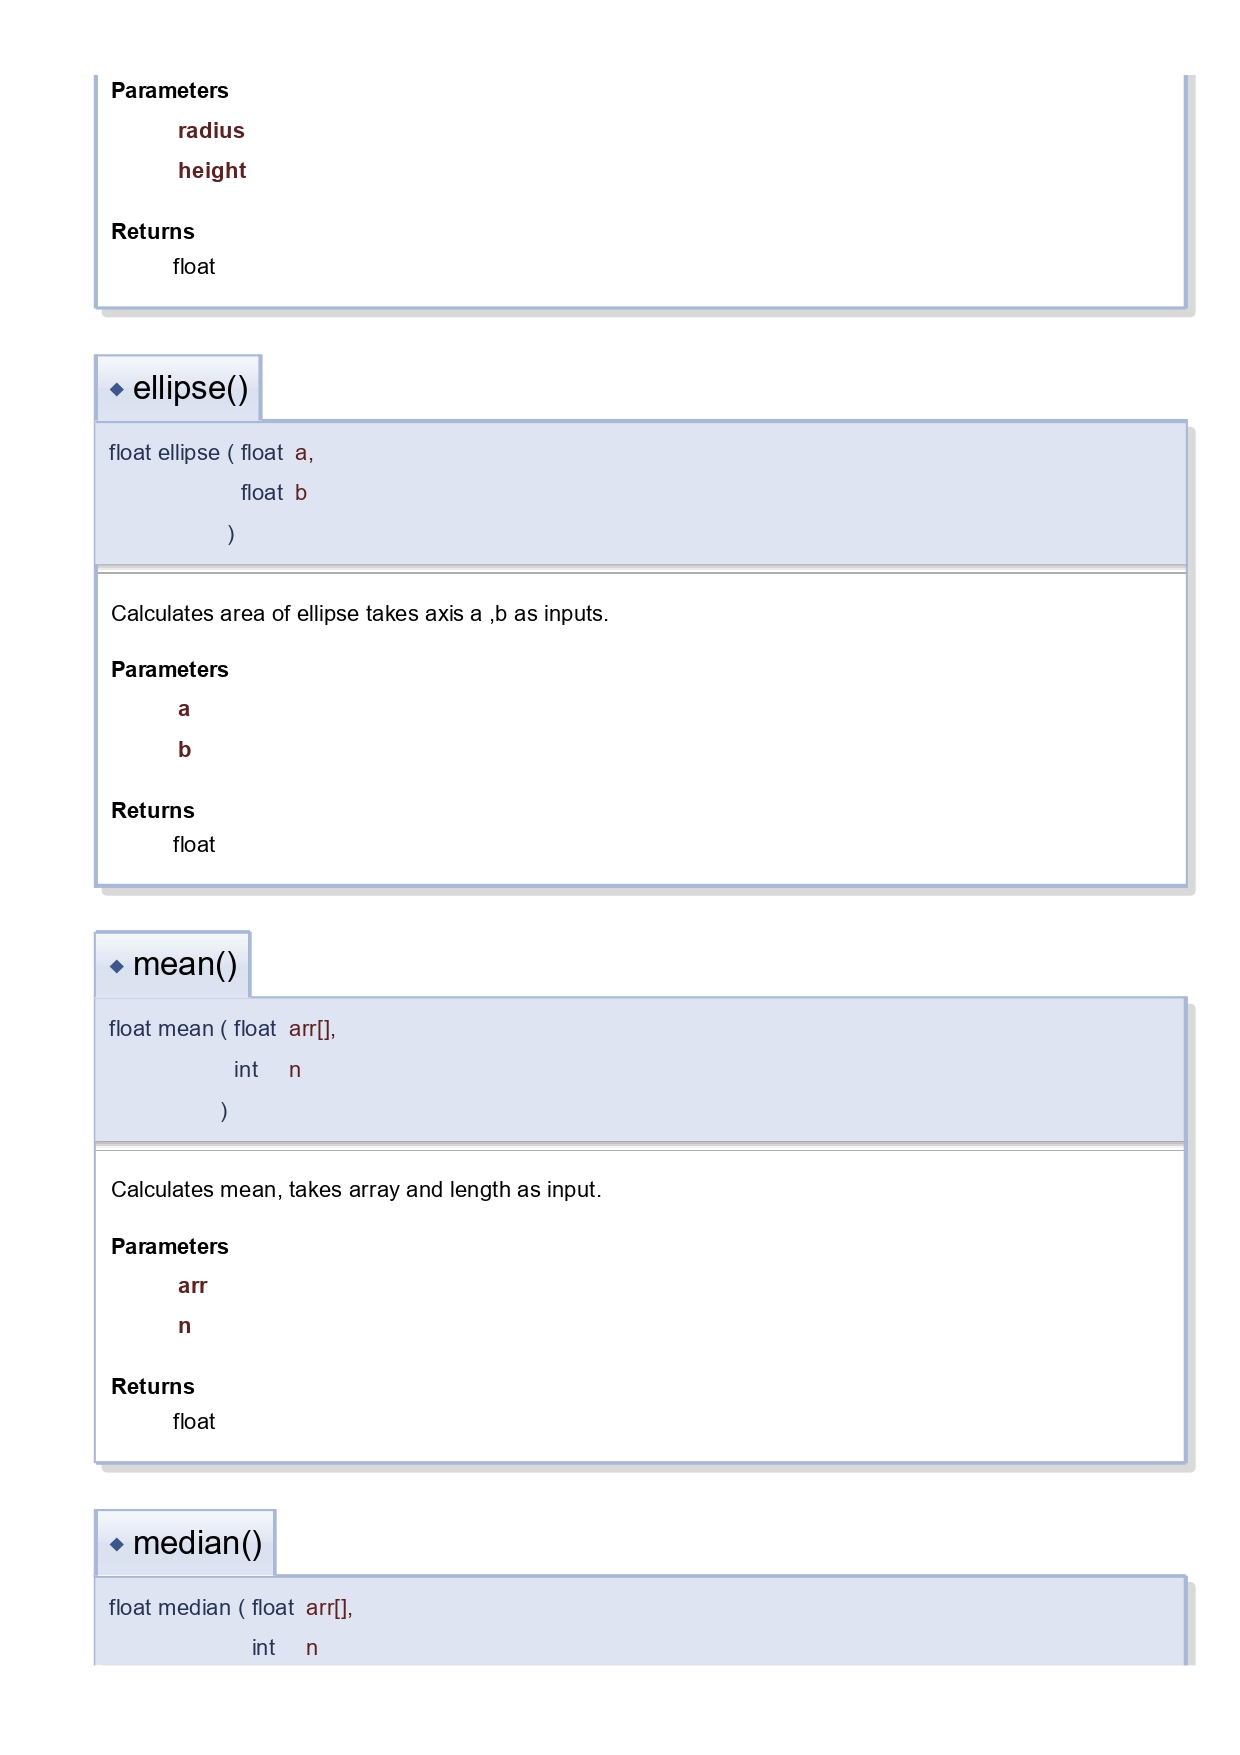 Parameters
radius
height
Returns
float
◆ ellipse()
float ellipse ( float a,
float b
)
Calculates area of ellipse takes axis a ,b as inputs.
Parameters
a
b
Returns
float
◆ mean()
float mean ( float arr[],
int n
)
Calculates mean, takes array and length as input.
Parameters
arr
n
Returns
float
◆ median()
float median ( float arr[],
int n